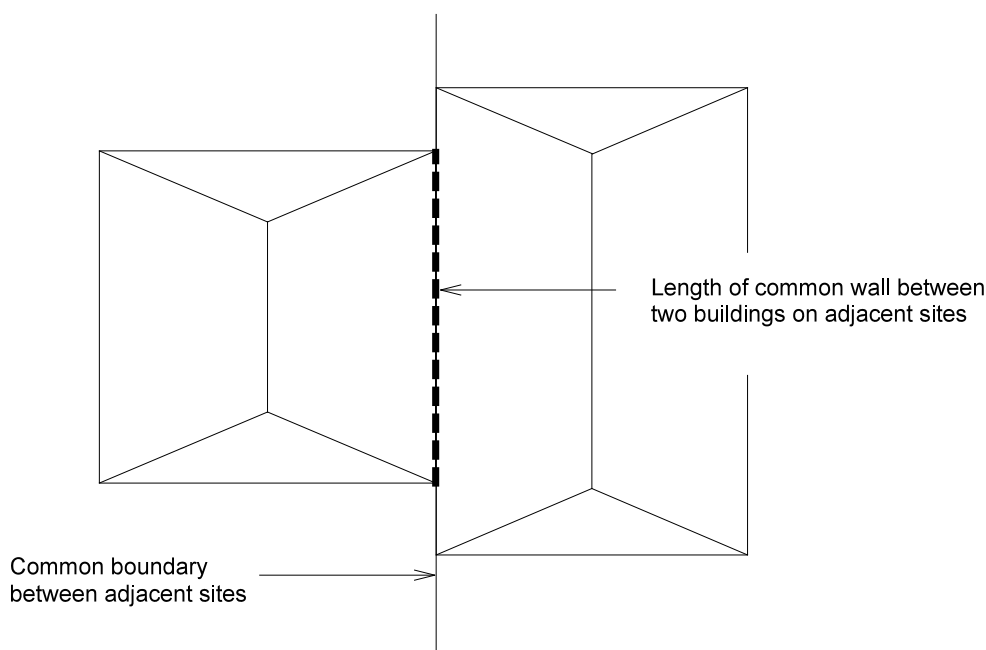 Length of common wall between
two buildings on adjacent sites
Common boundary
between adjacent sites